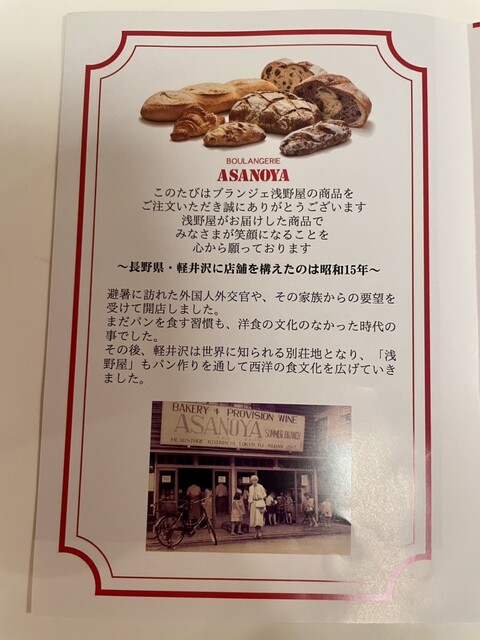 BOULANGERIE
ASANOYA
このたびはブランジェ浅野屋の商品を
ご注文いただき誠にありがとうございます
浅野屋がお届けした商品で
みなさまが笑顔になることを
心から願っております
〜長野県・軽井沢に店舗を構えたのは昭和15年〜
避暑に訪れた外国人外交官や、その家族からの要望を
受けて開店しました。
まだパンを食す習慣も、洋食の文化のなかった時代の
事でした。
その後、軽井沢は世界に知られる別荘地となり、「浅
野屋」もパン作りを通して西洋の食文化を広げていき
ました。
BAKERY & PROVISION WINE
ASANOYA SUMMER BRANCH